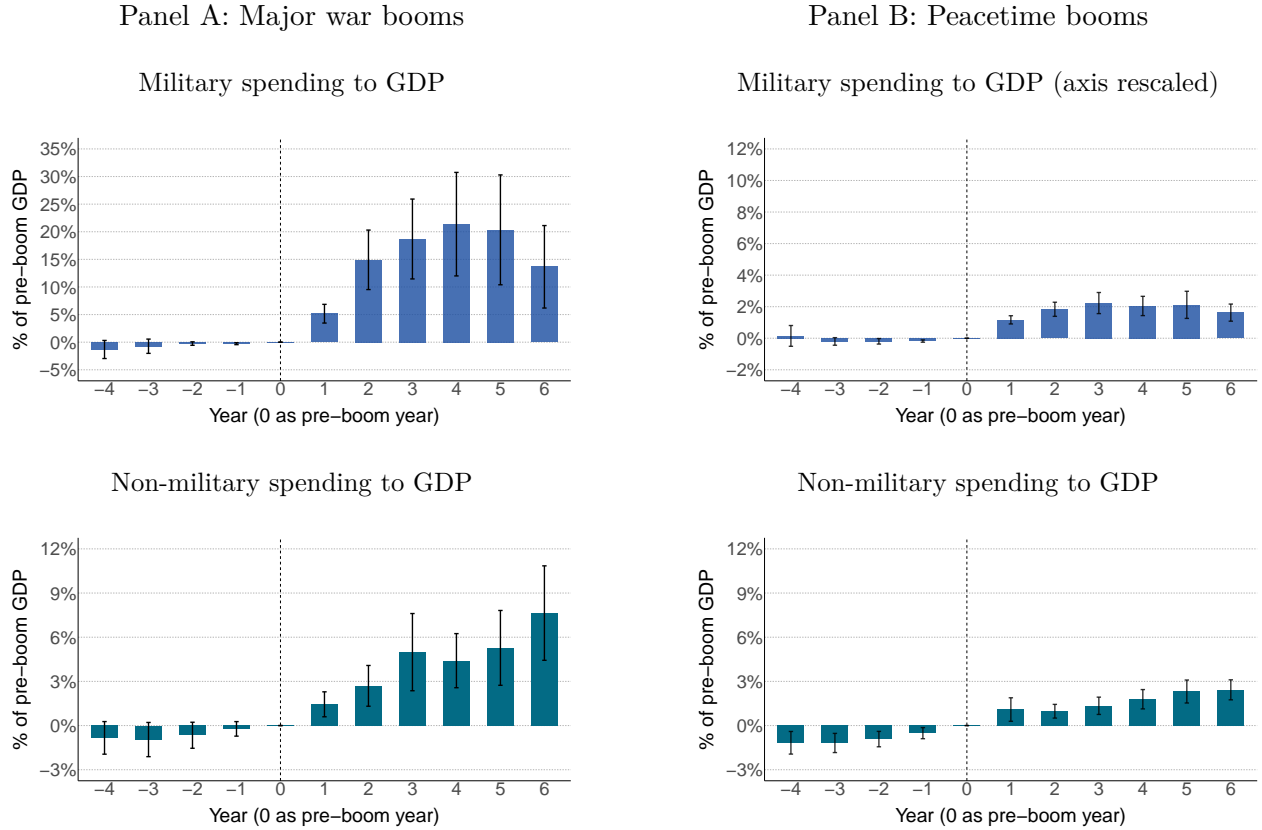 Panel A: Major war booms
Panel B: Peacetime booms
Military spending to GDP
Military spending to GDP (axis rescaled)
% of pre−boom GDP
35%
30%
25%
20%
15%
10%
5%
0%
−5%
−4 −3 −2 −1 0 1 2 3 4 5 6
Year (0 as pre−boom year)
% of pre−boom GDP
12%
10%
8%
6%
4%
2%
0%
−2%
−4 −3 −2 −1 0 1 2 3 4 5 6
Year (0 as pre−boom year)
Non-military spending to GDP
Non-military spending to GDP
% of pre−boom GDP
12%
9%
6%
3%
0%
−3%
−4 −3 −2 −1 0 1 2 3 4 5 6
Year (0 as pre−boom year)
% of pre−boom GDP
12%
9%
6%
3%
0%
−3%
−4 −3 −2 −1 0 1 2 3 4 5 6
Year (0 as pre−boom year)